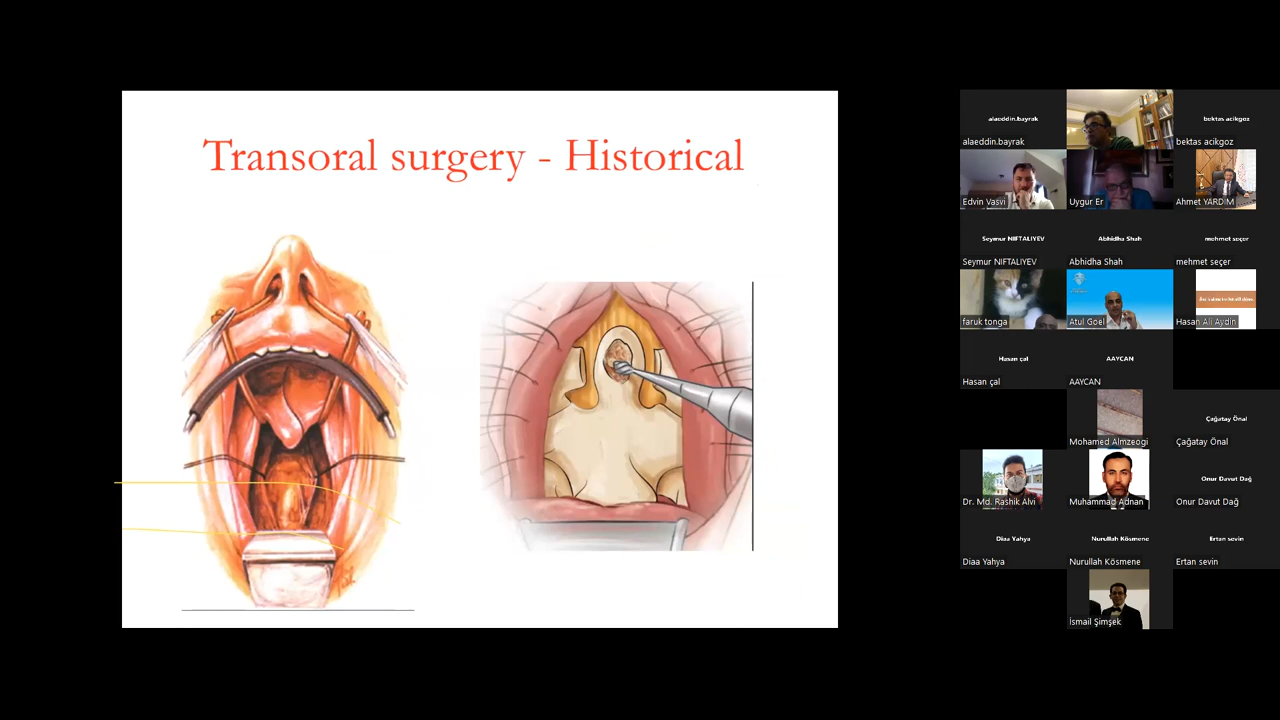 Transoral surgery - Historical
alaeddin.bayrak
alaeddin.bayrak
bektas acikgoz
bektas acikgoz
Edvin Vasvi
Uygur Er
Ahmet YARDIM
Seymur NIFTALIYEV
Seymur NIFTALIYEV
Abhidha Shah
Abhidha Shah
mehmet seçer
mehmet seçer
faruk tonga
Atul Goel
Hasan Ali Aydin
Hasan çal
Hasan çal
AAYCAN
AAYCAN
Mohamed Almzeogi
Çağatay Önal
Çağatay Önal
Dr. Md. Rashik Alvi
Muhammad Adnan
Onur Davut Dağ
Onur Davut Dağ
Diaa Yahya
Diaa Yahya
Nurullah Kösmene
Nurullah Kösmene
Ertan sevin
Ertan sevin
İsmail Şimşek